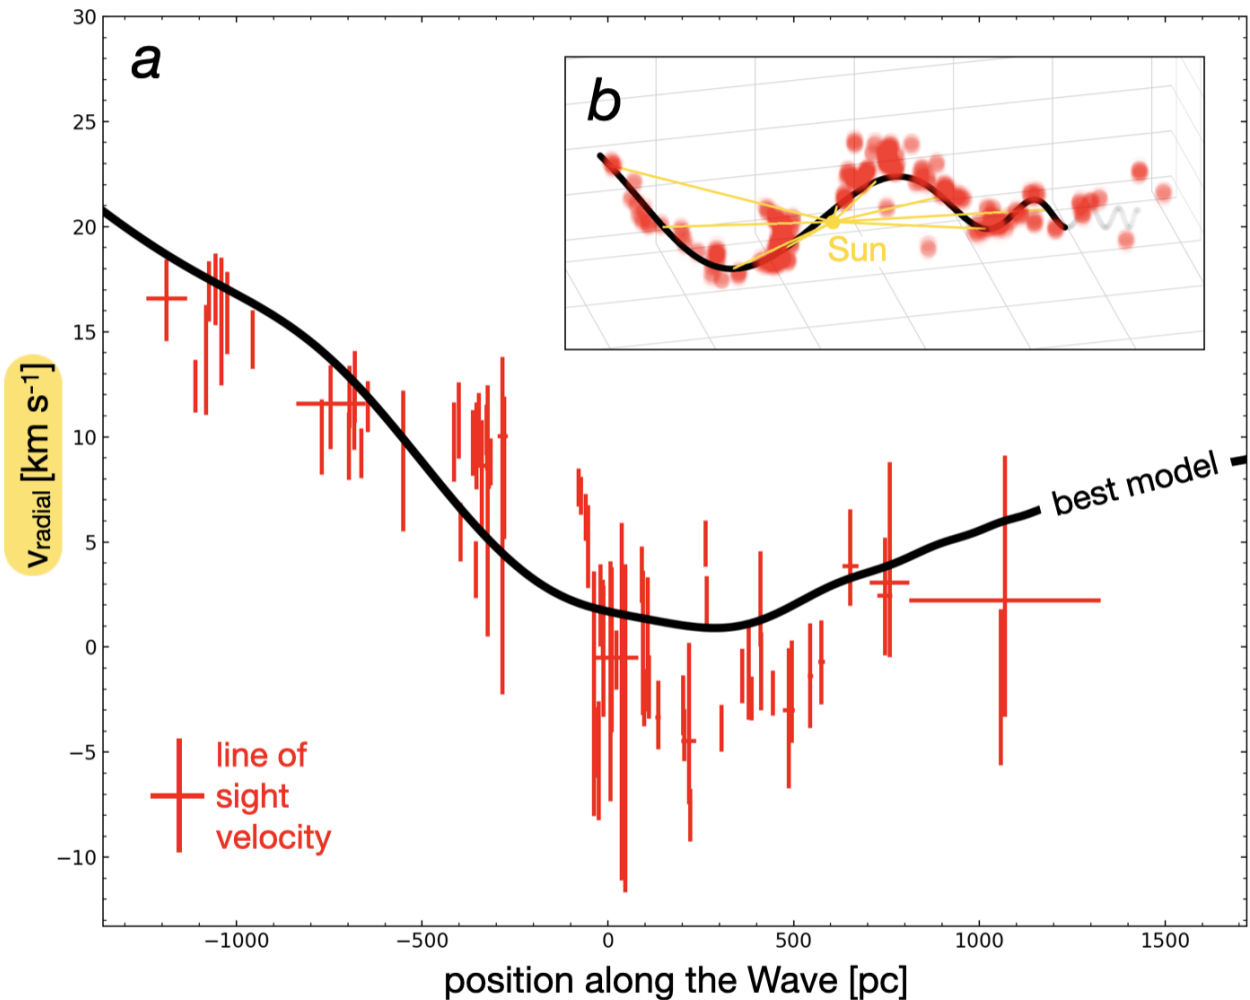 30
25
20
15
10
5
0
−5
−10
a
b
Sun
best model
line of
sight
velocity
vradial [km s-1]
−1000
−500
0
500
1000
1500
position along the Wave [pc]